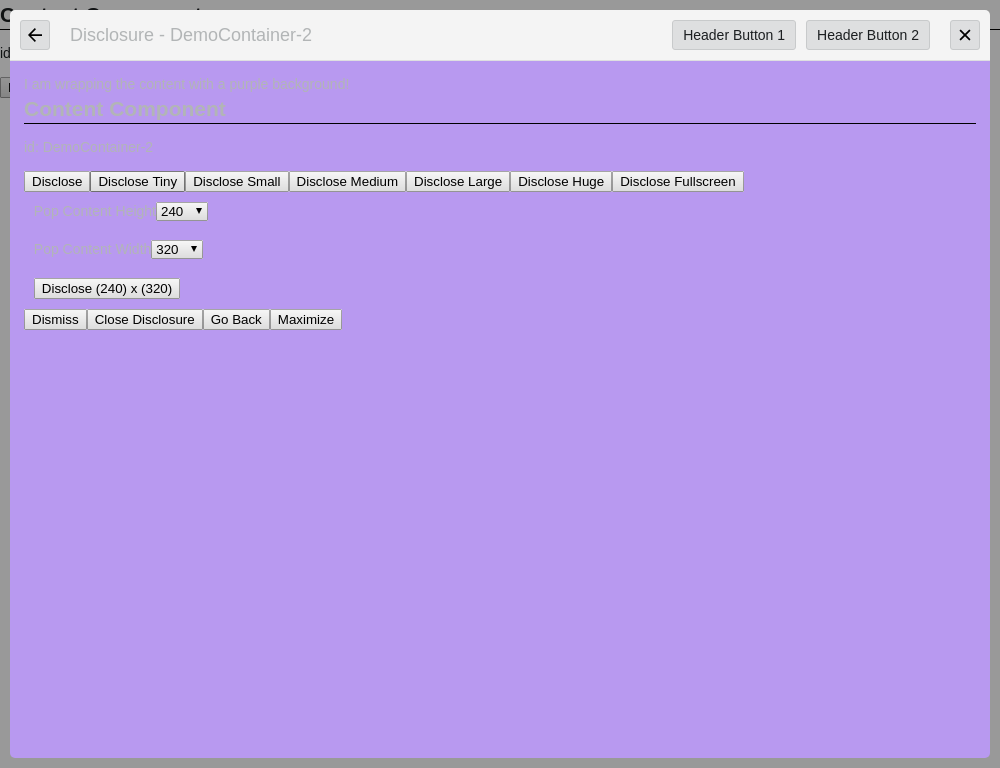 Disclosure - DemoContainer-2
Header Button 1
Header Button 2
I am wrapping the content with a purple background!
Content Component
id: DemoContainer-2
Disclose
Disclose Tiny
Disclose Small
Disclose Medium
Disclose Large
Disclose Huge
Disclose Fullscreen
Pop Content Height 240
Pop Content Width 320
Disclose (240) x (320)
Dismiss
Close Disclosure
Go Back
Maximize
id